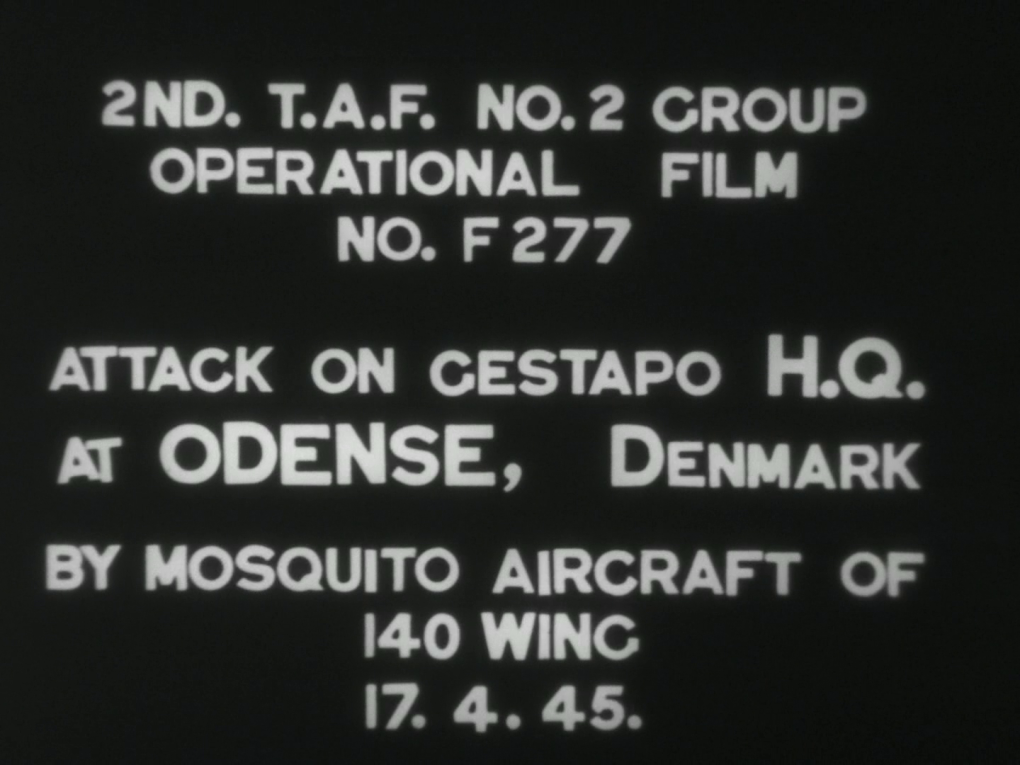 2ND. T.A.F. NO. 2 GROUP
OPERATIONAL FILM
NO. F 277
ATTACK ON GESTAPO H.Q.
AT ODENSE, DENMARK
BY MOSQUITO AIRCRAFT OF
140 WING
17. 4. 45.